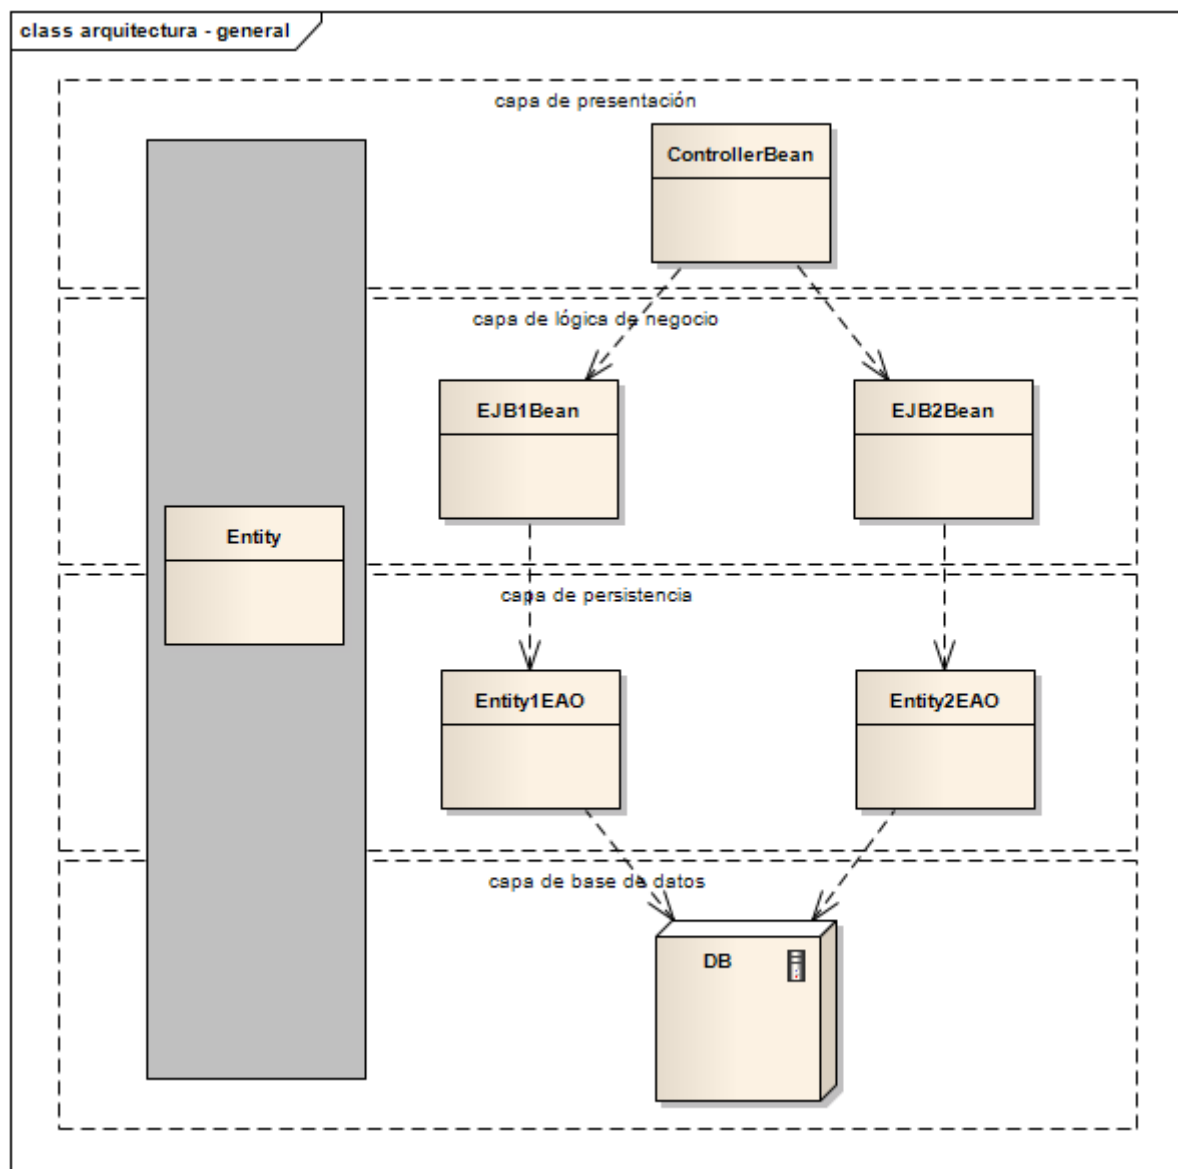 class arquitectura - general
capa de presentación
ControllerBean
capa de lógica de negocio
EJB1Bean
EJB2Bean
Entity
capa de persistencia
Entity1EAO
Entity2EAO
capa de base de datos
DB